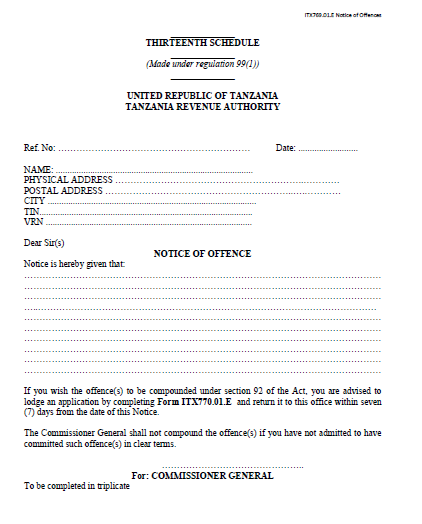 ITX769.01.E Notice of Offences
THIRTEENTH SCHEDULE
(Made under regulation 99(1))
UNITED REPUBLIC OF TANZANIA
TANZANIA REVENUE AUTHORITY
Ref. No: ………………………………………………. Date: ..........................
NAME: ......................................................................................
PHYSICAL ADDRESS ……………………………………………………….
POSTAL ADDRESS ………………………………………………………….
CITY ...........................................................................................
TIN..............................................................................................
VRN ...........................................................................................
Dear Sir(s)
NOTICE OF OFFENCE
Notice is hereby given that:
…………………………………………………………………………………………
…………………………………………………………………………………………
…………………………………………………………………………………………
…………………………………………………………………………………………
…………………………………………………………………………………………
…………………………………………………………………………………………
…………………………………………………………………………………………
…………………………………………………………………………………………
…………………………………………………………………………………………
…………………………………………………………………………………………
If you wish the offence(s) to be compounded under section 92 of the Act, you are advised to
lodge an application by completing Form ITX770.01.E and return it to this office within seven
(7) days from the date of this Notice.
The Commissioner General shall not compound the offence(s) if you have not admitted to have
committed such offence(s) in clear terms.
…………………………………..
For: COMMISSIONER GENERAL
To be completed in triplicate